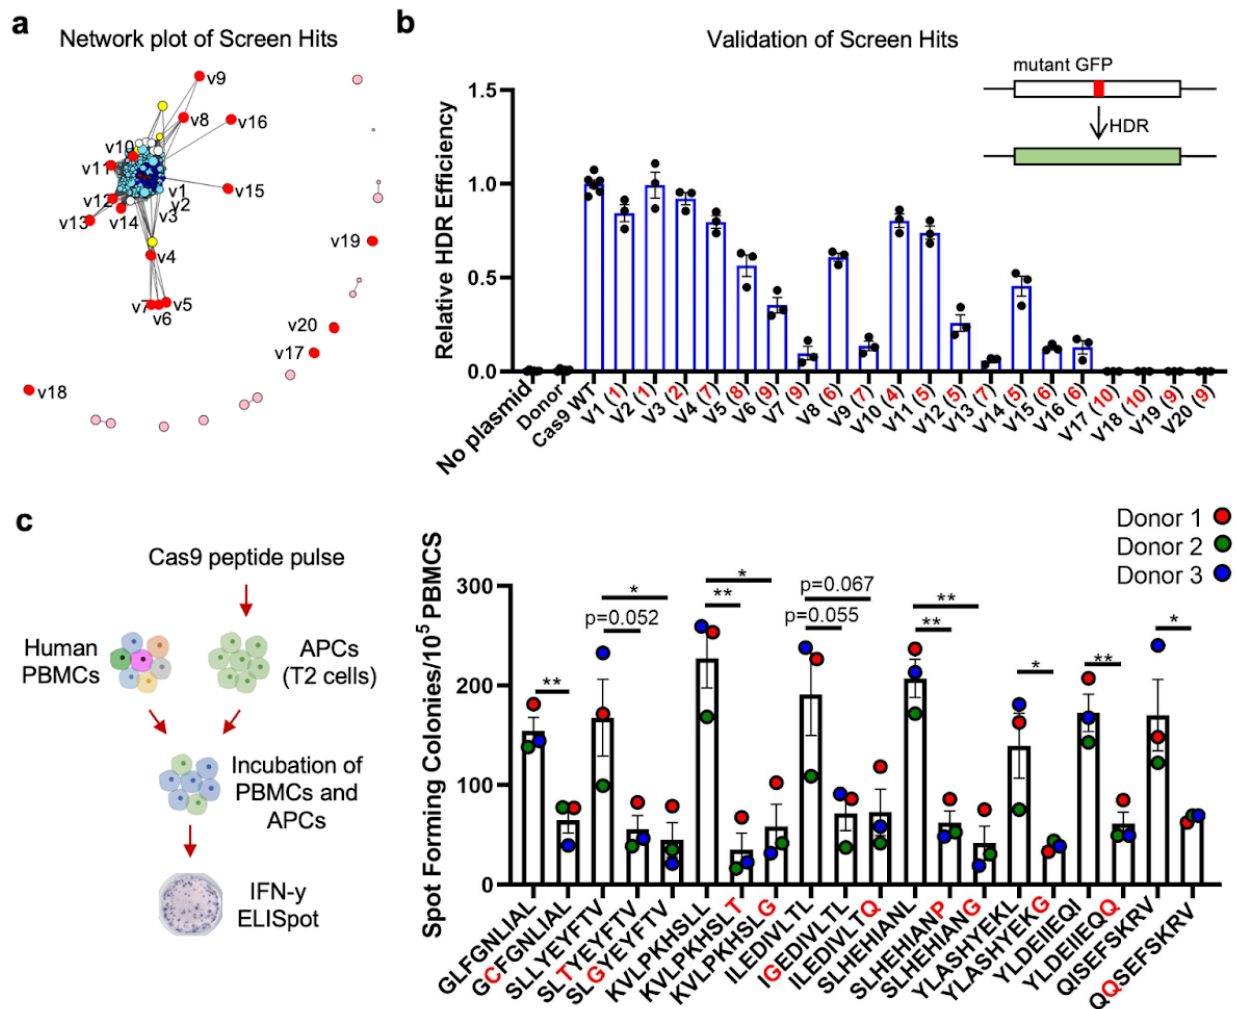 a
Network plot of Screen Hits
v9
v8
v16
v10
v11
v12
v1
v2
v3
v15
v13
v14
v4
v19
v7
v6
v5
v20
v17
v18
b
Validation of Screen Hits
mutant GFP
HDR
Relative HDR Efficiency
1.5
1.0
0.5
0.0
No plasmid
Donor
Cas9 WT
V1 (1)
V2 (1)
V3 (2)
V4 (7)
V5 (8)
V6 (9)
V7 (9)
V8 (6)
V9 (7)
V10 (4)
V11 (5)
V12 (5)
V13 (7)
V14 (5)
V15 (6)
V16 (6)
V17 (10)
V18 (10)
V19 (9)
V20 (9)
c
Cas9 peptide pulse
Human
PBMCs
APCs
(T2 cells)
Incubation of
PBMCs and
APCs
IFN-y
ELISpot
Donor 1
Donor 2
Donor 3
Spot Forming Colonies/10⁵ PBMCS
300
200
100
0
**
p=0.052
*
**
*
p=0.055
p=0.067
**
**
*
**
*
GLFGNLIAL
GCFGNLIAL
SLLYEYFTV
SLTYEYFTV
SLGYEYFTV
KVLPKHSLL
KVLPKHSLT
KVLPKHSLG
ILEDIVLTL
IGEDIVLTL
ILEDIVLTQ
SLHEHIANL
SLHEHIANP
SLHEHIANG
YLASHYEKL
YLASHYEKG
YLDEIIEQI
YLDEIIEQQ
QISEFSKRV
QQSEFSKRV